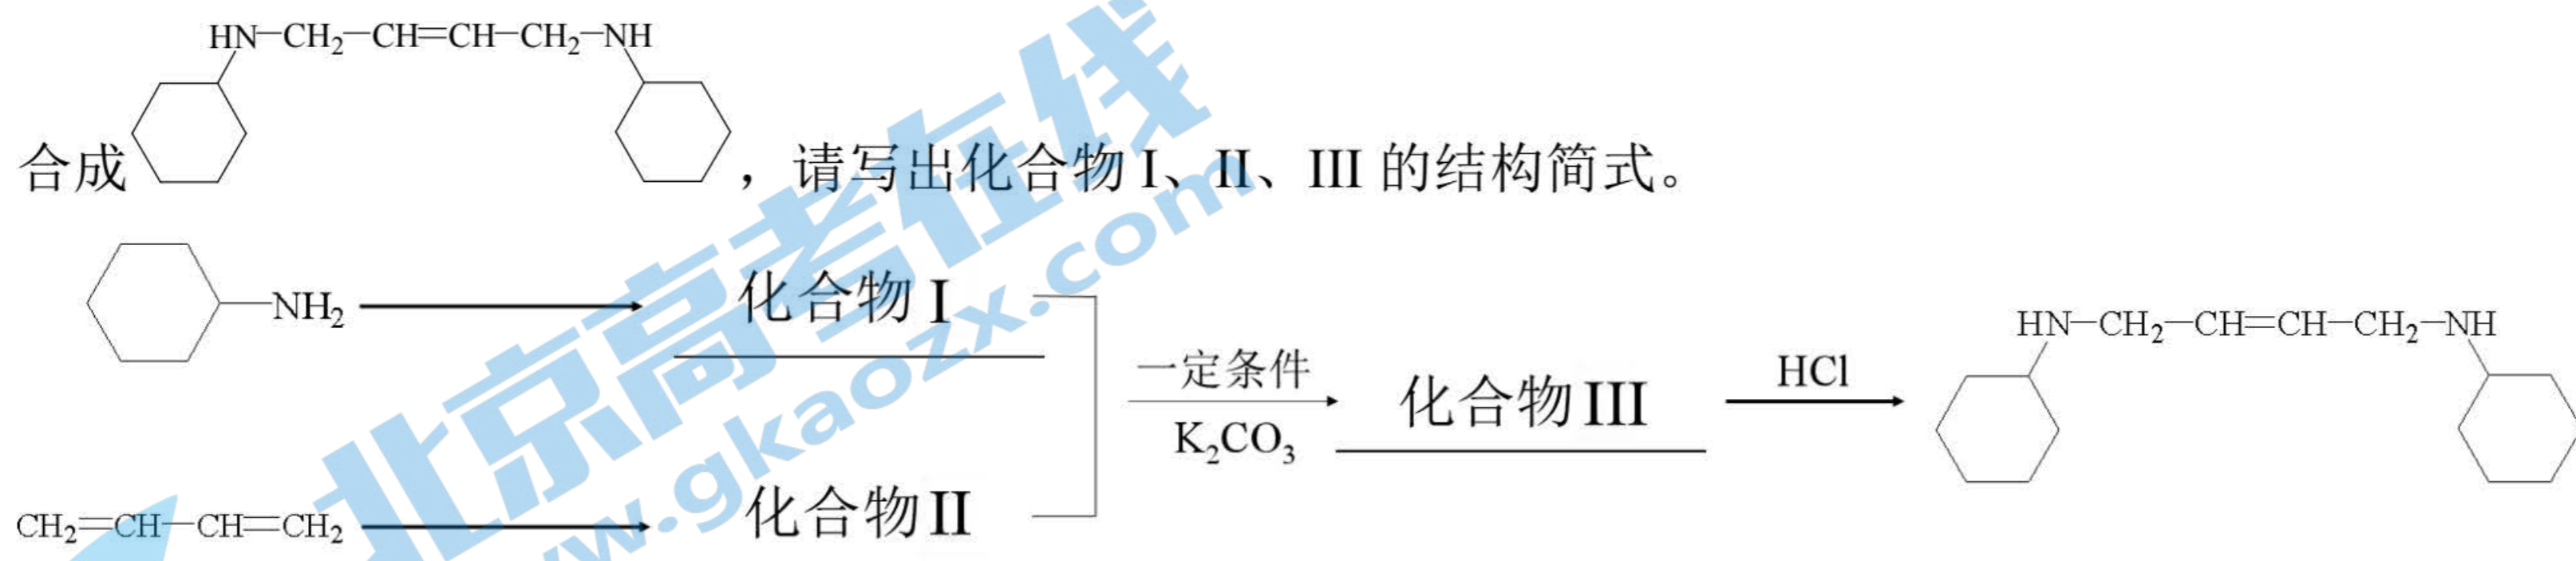 HN—CH₂—CH=CH—CH₂—NH
合成，请写出化合物 I、II、III 的结构简式。
NH₂
化合物 I
一定条件
K₂CO₃
化合物 III
HCl
HN—CH₂—CH=CH—CH₂—NH
CH₂=CH—CH=CH₂
化合物 II
北京高考在线
w.gkaozx.com